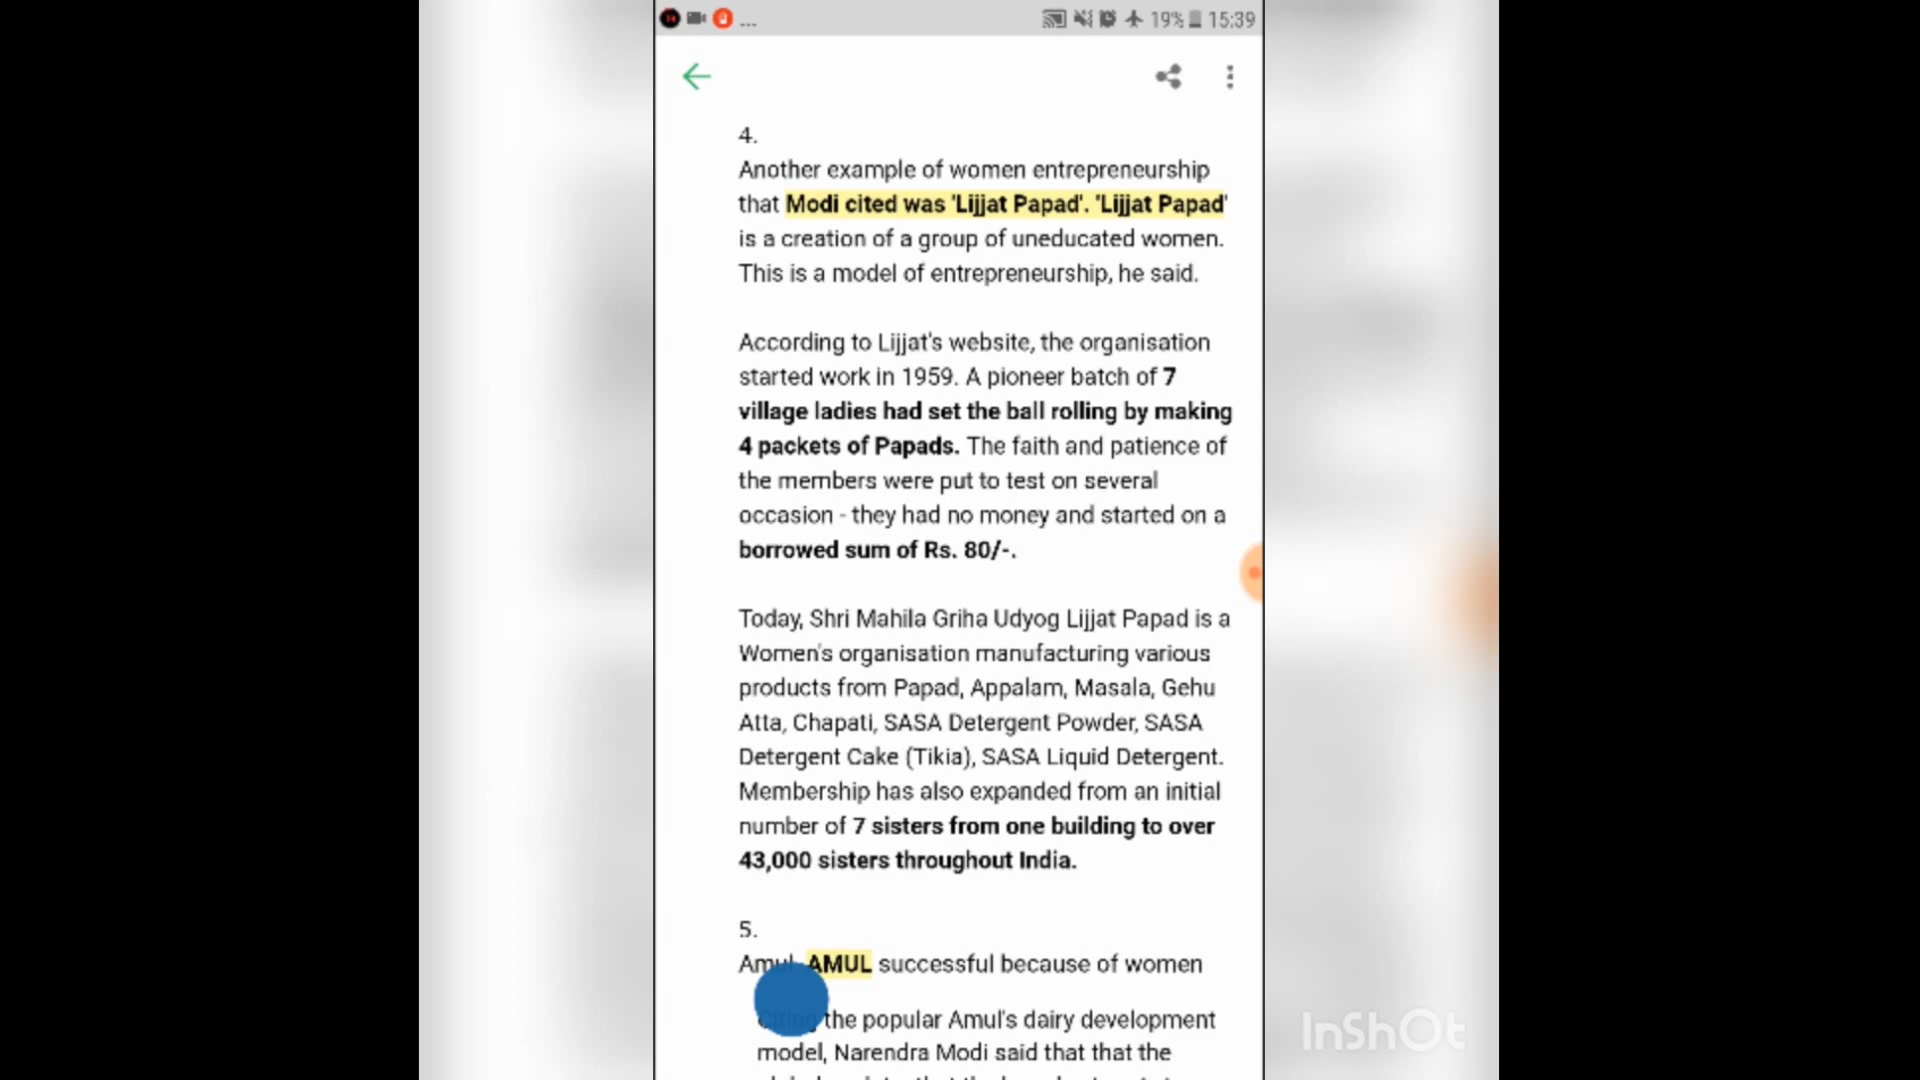 ... 19% 15:39
4.
Another example of women entrepreneurship
that Modi cited was 'Lijjat Papad'. 'Lijjat Papad'
is a creation of a group of uneducated women.
This is a model of entrepreneurship, he said.
According to Lijjat's website, the organisation
started work in 1959. A pioneer batch of 7
village ladies had set the ball rolling by making
4 packets of Papads. The faith and patience of
the members were put to test on several
occasion - they had no money and started on a
borrowed sum of Rs. 80/-.
Today, Shri Mahila Griha Udyog Lijjat Papad is a
Women's organisation manufacturing various
products from Papad, Appalam, Masala, Gehu
Atta, Chapati, SASA Detergent Powder, SASA
Detergent Cake (Tikia), SASA Liquid Detergent.
Membership has also expanded from an initial
number of 7 sisters from one building to over
43,000 sisters throughout India.
5.
Amul AMUL successful because of women
the popular Amul's dairy development
model, Narendra Modi said that that the
InShOt